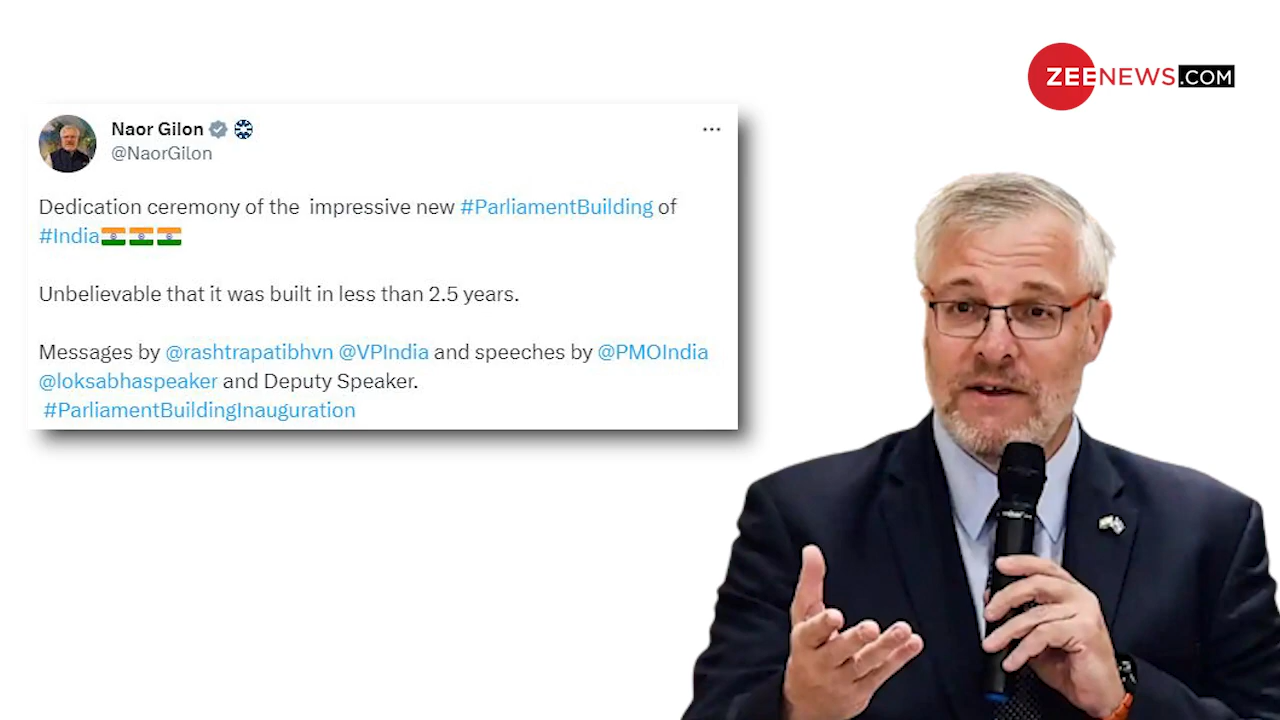 ZEENEWS.COM
Naor Gilon
@NaorGilon
Dedication ceremony of the  impressive new #ParliamentBuilding of
#India🇮🇳🇮🇳🇮🇳
Unbelievable that it was built in less than 2.5 years.
Messages by @rashtrapatibhvn @VPIndia and speeches by @PMOIndia
@loksabhaspeaker and Deputy Speaker.
#ParliamentBuildingInauguration